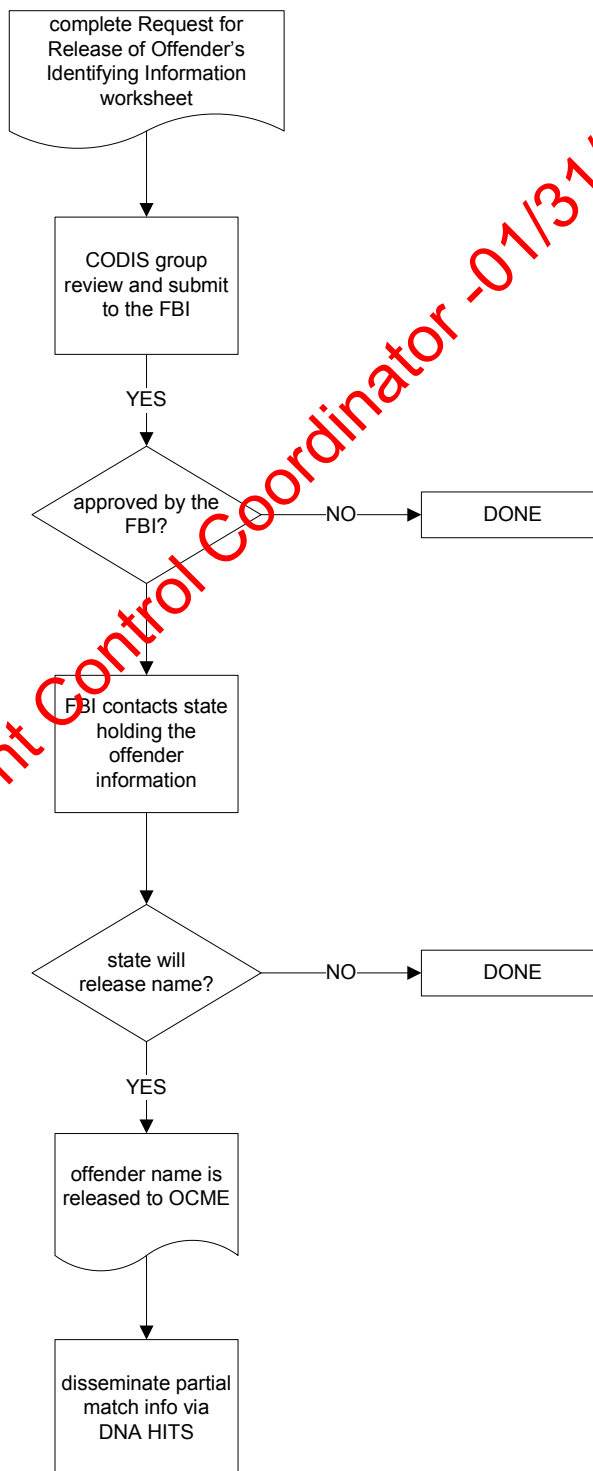 complete Request for
Release of Offender’s
Identifying Information
worksheet
CODIS group
review and submit
to the FBI
YES
approved by the
FBI?
NO
DONE
FBI contacts state
holding the
offender
information
state will
release name?
NO
DONE
YES
offender name is
released to OCME
disseminate partial
match info via
DNA HITS
Control Coordinator -01/31/